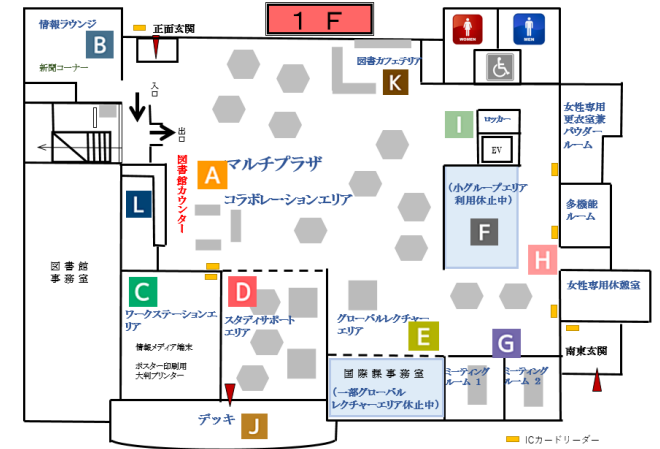 1F
情報ラウンジ
B
新聞コーナー
正面玄関
入口
出口
図書館カウンター
図書カフェテリア
K
WOMEN
MEN
I
ロッカー
EV
女性専用
更衣室兼
パウダー
ルーム
A
マルチプラザ
コラボレーションエリア
L
(小グループエリア
利用休止中)
F
多機能
ルーム
H
図書館
事務室
C
ワークステーションエ
リア
情報メディア端末
ポスター印刷用
大判プリンター
D
スタディサポート
エリア
グローバルレクチャー
エリア
E
G
女性専用休憩室
南東玄関
国際課事務室
(一部グローバル
レクチャーエリア休止中)
ミーティング
ルーム 1
ミーティング
ルーム 2
デッキ
J
ICカードリーダー